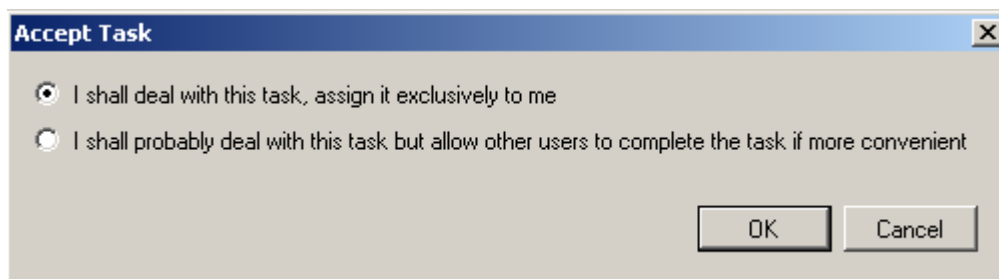 Accept Task
I shall deal with this task, assign it exclusively to me
I shall probably deal with this task but allow other users to complete the task if more convenient
OK Cancel